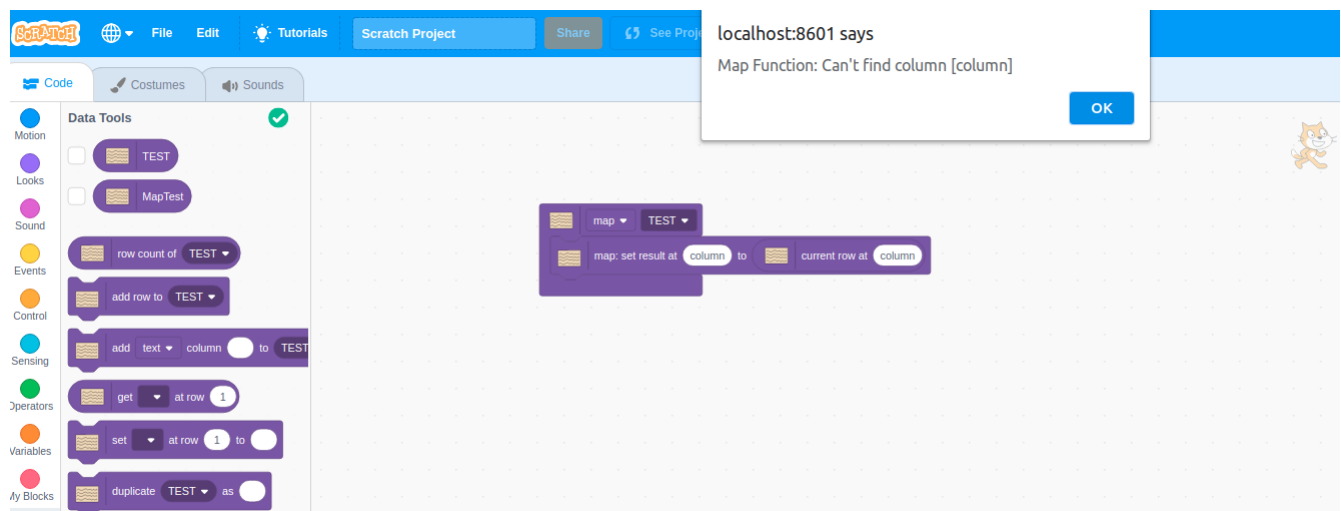 SCRATCH File Edit Tutorials Scratch Project Share See Proje
localhost:8601 says
Map Function: Can't find column [column]
OK
Code Costumes Sounds
Motion
Looks
Sound
Events
Control
Sensing
Operators
Variables
My Blocks
Data Tools
TEST
MapTest
row count of TEST
add row to TEST
add text column to TEST
get at row 1
set at row 1 to
duplicate TEST as
map TEST
map: set result at column to current row at column